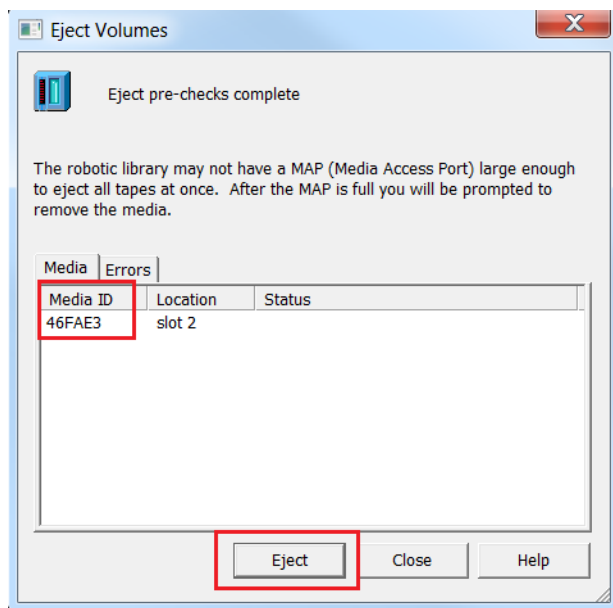 Eject Volumes
X
Eject pre-checks complete
The robotic library may not have a MAP (Media Access Port) large enough
to eject all tapes at once.  After the MAP is full you will be prompted to
remove the media.
Media Errors
Media ID Location Status
46FAE3 slot 2
Eject Close Help